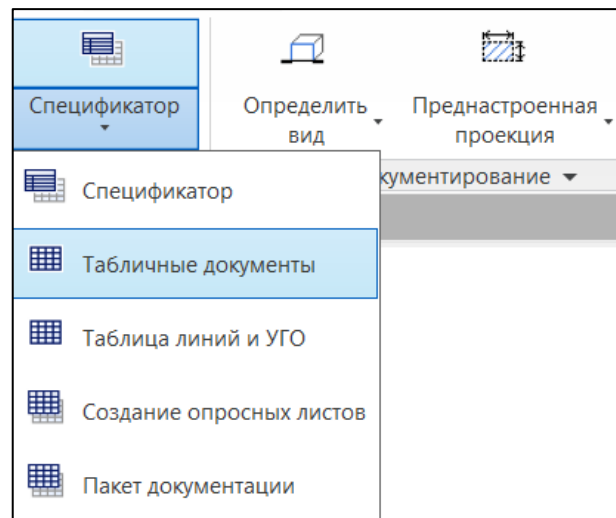 Спецификатор
Определить
вид
Преднастроенная
проекция
кументирование
Спецификатор
Табличные документы
Таблица линий и УГО
Создание опросных листов
Пакет документации